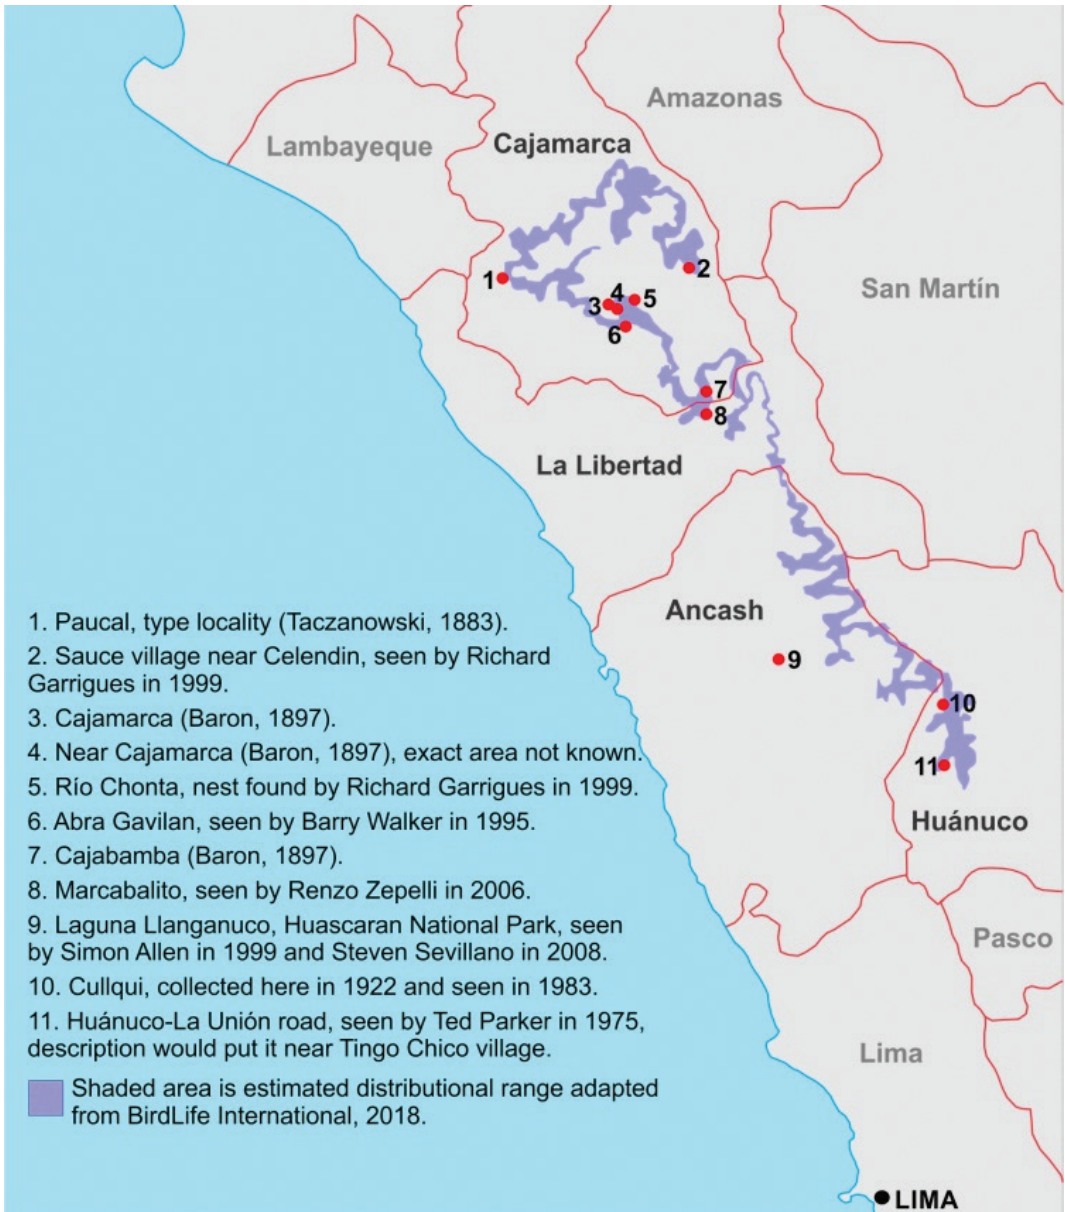 Amazonas
Cajamarca
Lambayeque
2
1
San Martín
4
5
3
6
7
8
La Libertad
Ancash
9
10
11
Huánuco
Pasco
Lima
LIMA
1. Paucal, type locality (Taczanowski, 1883).
2. Sauce village near Celendin, seen by Richard
Garrigues in 1999.
3. Cajamarca (Baron, 1897).
4. Near Cajamarca (Baron, 1897), exact area not known.
5. Río Chonta, nest found by Richard Garrigues in 1999.
6. Abra Gavilan, seen by Barry Walker in 1995.
7. Cajabamba (Baron, 1897).
8. Marcabalito, seen by Renzo Zepelli in 2006.
9. Laguna Llanganuco, Huascaran National Park, seen
by Simon Allen in 1999 and Steven Sevillano in 2008.
10. Cullqui, collected here in 1922 and seen in 1983.
11. Huánuco-La Unión road, seen by Ted Parker in 1975,
description would put it near Tingo Chico village.
Shaded area is estimated distributional range adapted
from BirdLife International, 2018.